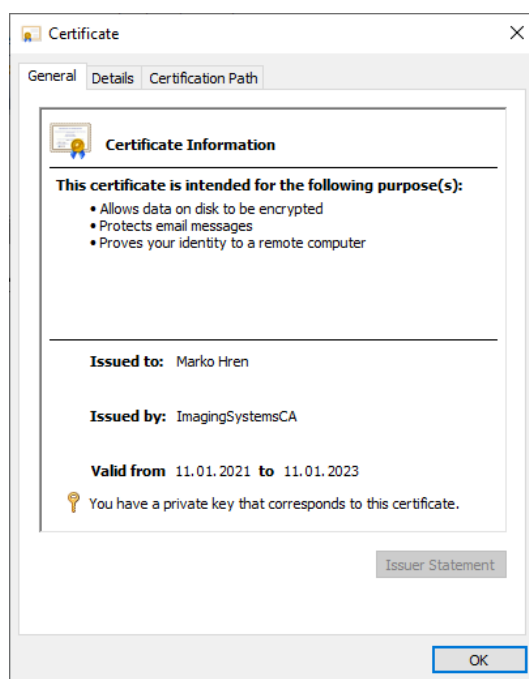 Certificate
General Details Certification Path
Certificate Information
This certificate is intended for the following purpose(s):
• Allows data on disk to be encrypted
• Protects email messages
• Proves your identity to a remote computer
Issued to: Marko Hren
Issued by: ImagingSystemsCA
Valid from 11.01.2021 to 11.01.2023
You have a private key that corresponds to this certificate.
Issuer Statement
OK